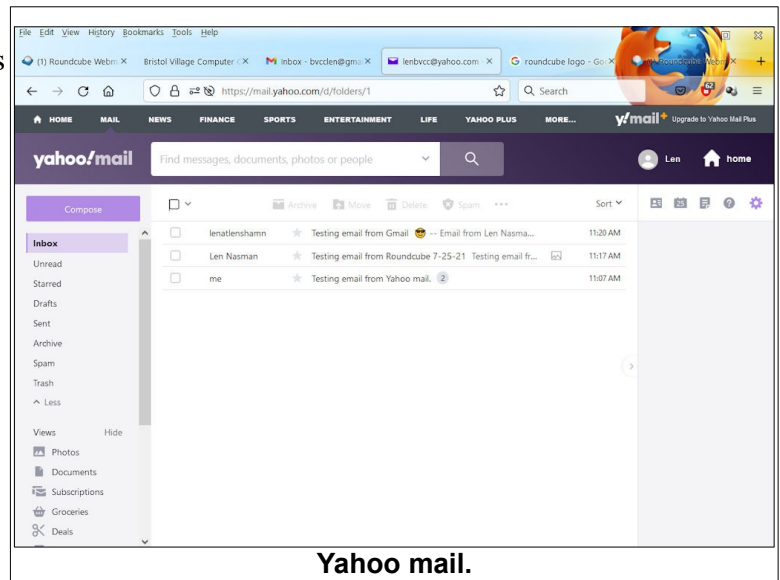 s
File Edit View History Bookmarks Tools Help
(1) Roundcube Webm × Bristol Village Computer C × Inbox - bvcclen@gma × lenbvcc@yahoo.com × roundcube logo - Go × (1) Roundcube Webm × +
https://mail.yahoo.com/d/folders/1 Search 62
HOME MAIL NEWS FINANCE SPORTS ENTERTAINMENT LIFE YAHOO PLUS MORE... y!mail+ Upgrade to Yahoo Mail Plus
yahoo!mail Find messages, documents, photos or people Len home
Compose Archive Move Delete Spam ••• Sort 25
Inbox lenatlenshamn Testing email from Gmail 😎 -- Email from Len Nasma... 11:20 AM
Unread Len Nasman Testing email from Roundcube 7-25-21 Testing email fr... 11:17 AM
Starred me Testing email from Yahoo mail. 2 11:07 AM
Drafts
Sent
Archive
Spam
Trash
Less
Views Hide
Photos
Documents
Subscriptions
Groceries
Deals
Yahoo mail.